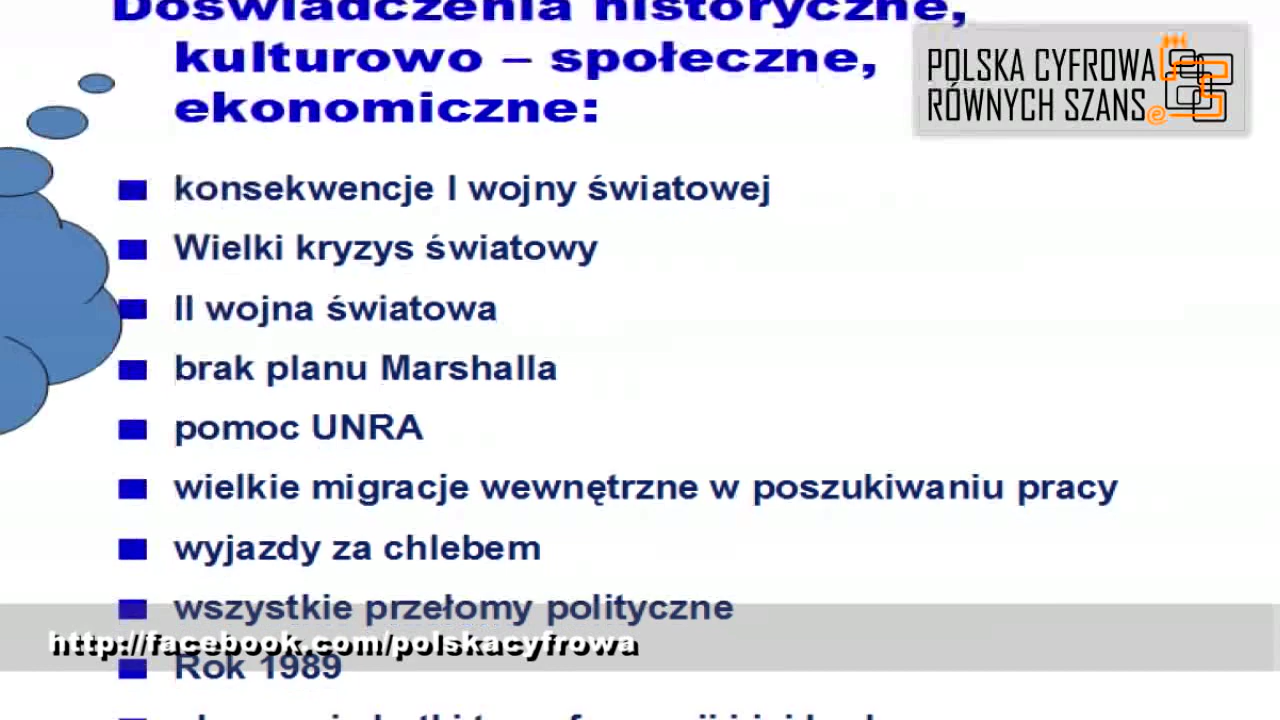 Doświadczenia historyczne,
kulturowo – społeczne,
ekonomiczne:
POLSKA CYFROWA
RÓWNYCH SZANS
konsekwencje I wojny światowej
Wielki kryzys światowy
II wojna światowa
brak planu Marshalla
pomoc UNRA
wielkie migracje wewnętrzne w poszukiwaniu pracy
wyjazdy za chlebem
wszystkie przełomy polityczne
http://facebook.com/polskacyfrowa
Rok 1989